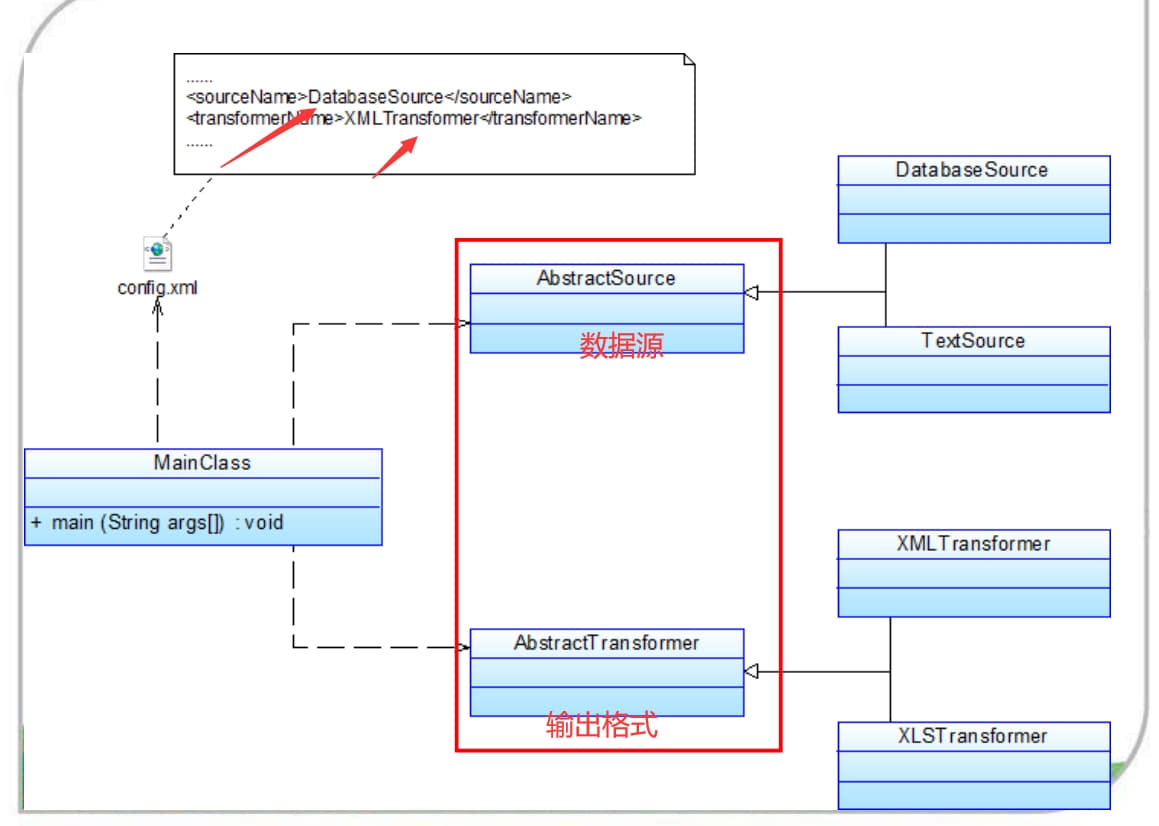 ......
<sourceName>DatabaseSource</sourceName>
<transformerName>XMLTransformer</transformerName>
......
config.xml
DatabaseSource
AbstractSource
数据源
TextSource
MainClass
+ main (String args[]) : void
XMLTransformer
AbstractTransformer
输出格式
XLSTransformer